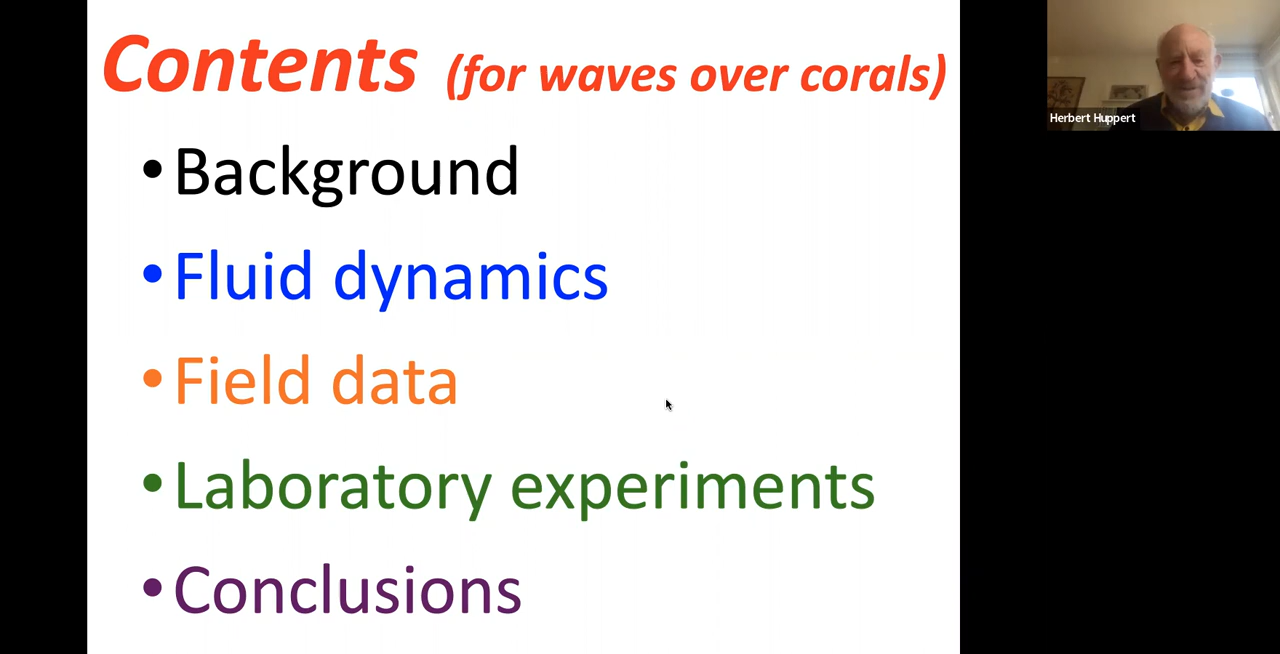 Contents (for waves over corals)
•Background
•Fluid dynamics
•Field data
•Laboratory experiments
•Conclusions
Herbert Huppert